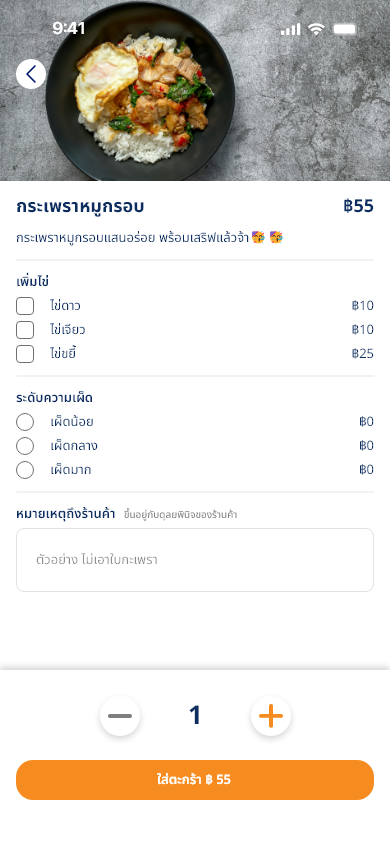 9:41
กระเพราหมูกรอบ ฿55
กระเพราหมูกรอบแสนอร่อย พร้อมเสริฟแล้วจ้า🥳🥳
เพิ่มไข่
ไข่ดาว ฿10
ไข่เจียว ฿10
ไข่ขยี้ ฿25
ระดับความเผ็ด
เผ็ดน้อย ฿0
เผ็ดกลาง ฿0
เผ็ดมาก ฿0
หมายเหตุถึงร้านค้า ขึ้นอยู่กับดุลยพินิจของร้านค้า
ตัวอย่าง ไม่เอาใบกะเพรา
1
ใส่ตะกร้า ฿ 55